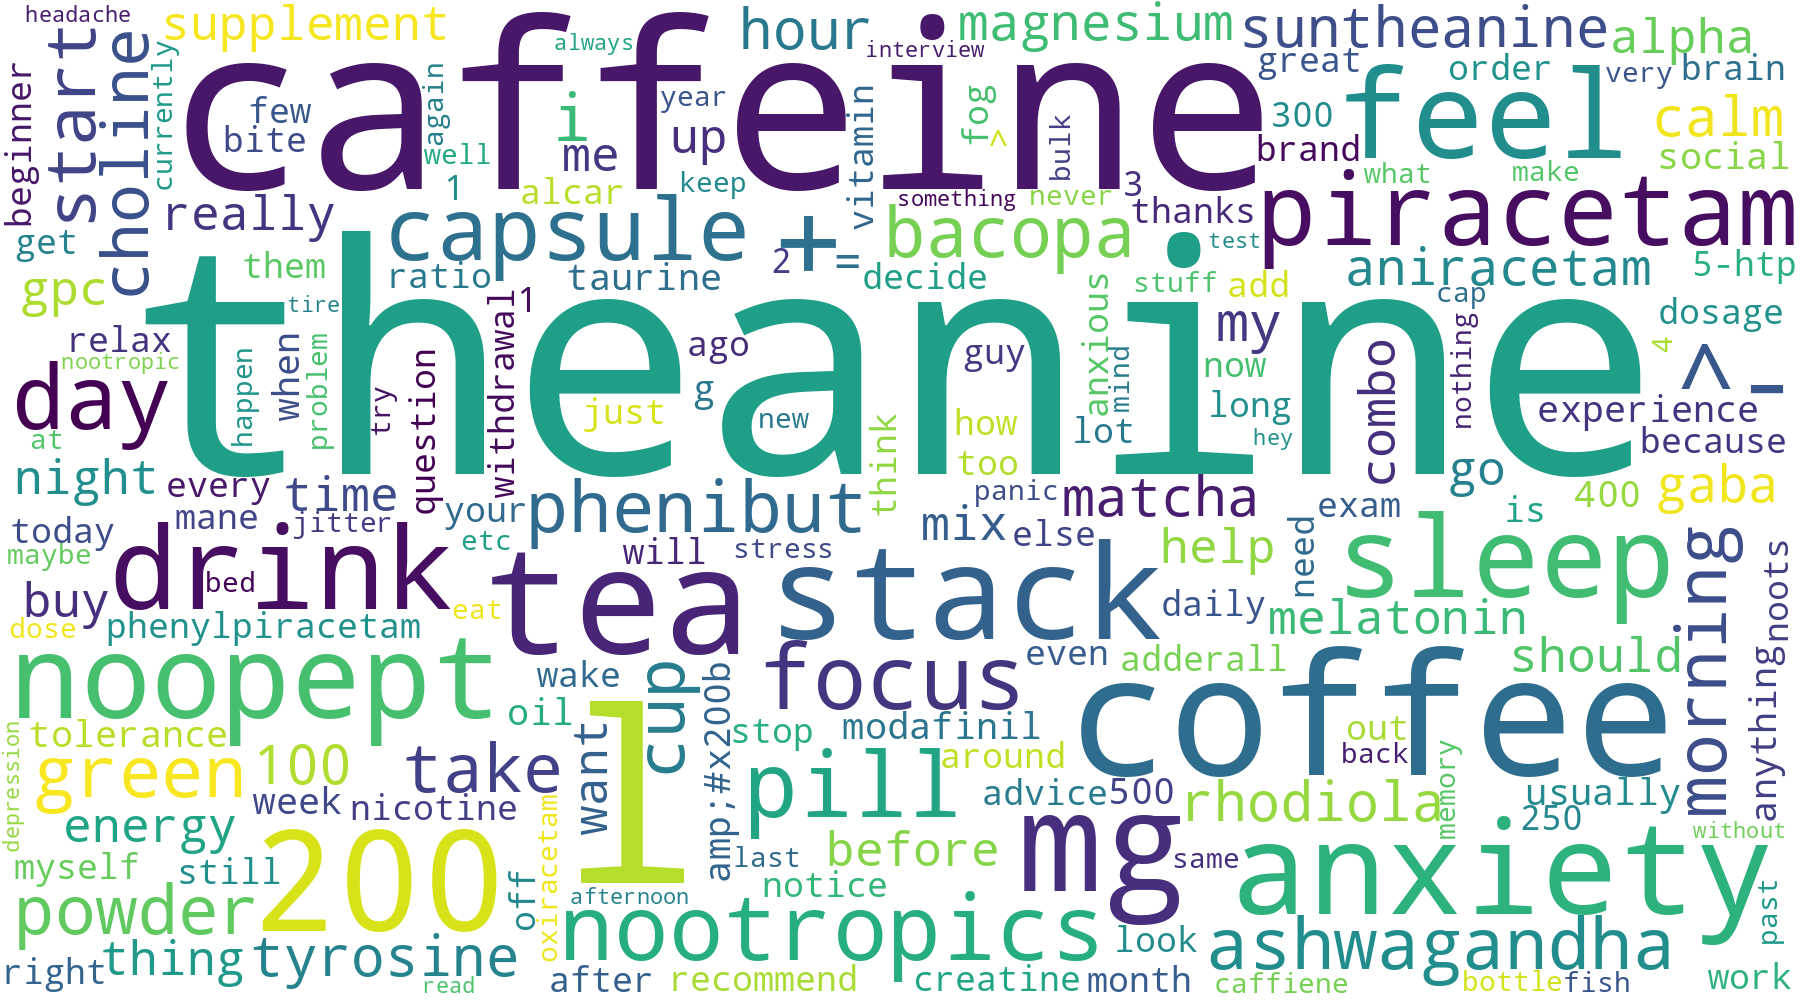 headache
supplement
caffeine
always
hour
interview
magnesium
suntheanine
alpha
beginner
start
choline
currently
few
bite
again
well
1
i
me
year
up
keep
alcar
vitamin
fog
^
bulk
great
300
brand
feel
order
very
brain
calm
social
what
make
something
never
3
thanks
piracetam
get
really
capsule
+
=
bacopa
test
gpc
them
ratio
taurine
2
decide
stuff
add
aniracetam
5-htp
tire
theanine
1
withdrawal
anxious
my
cap
dosage
relax
nootropic
day
at
happen
when
problem
try
question
ago
g
just
new
guy
how
too
think
lot
mind
now
long
hey
combo
nothing
4
^-
experience
because
night
every
time
mane
jitter
your
phenibut
panic
matcha
go
400
gaba
today
maybe
drink
bed
etc
will
stress
mix
else
help
need
exam
is
sleep
morning
noots
anything
buy
dose
phenylpiracetam
eat
tea
stack
daily
melatonin
noopept
wake
oil
cup
amp;#x200b
focus
even
adderall
should
tolerance
depression
green
100
take
want
l
stop
modafinil
around
coffee
out
back
week
nicotine
pill
advice
500
rhodiola
memory
usually
250
without
energy
myself
still
200
off
oxiracetam
last
before
mg
same
anxiety
notice
afternoon
powder
thing
tyrosine
nootropics
look
ashwagandha
past
right
read
after
recommend
creatine
month
caffiene
bottle
fish
work